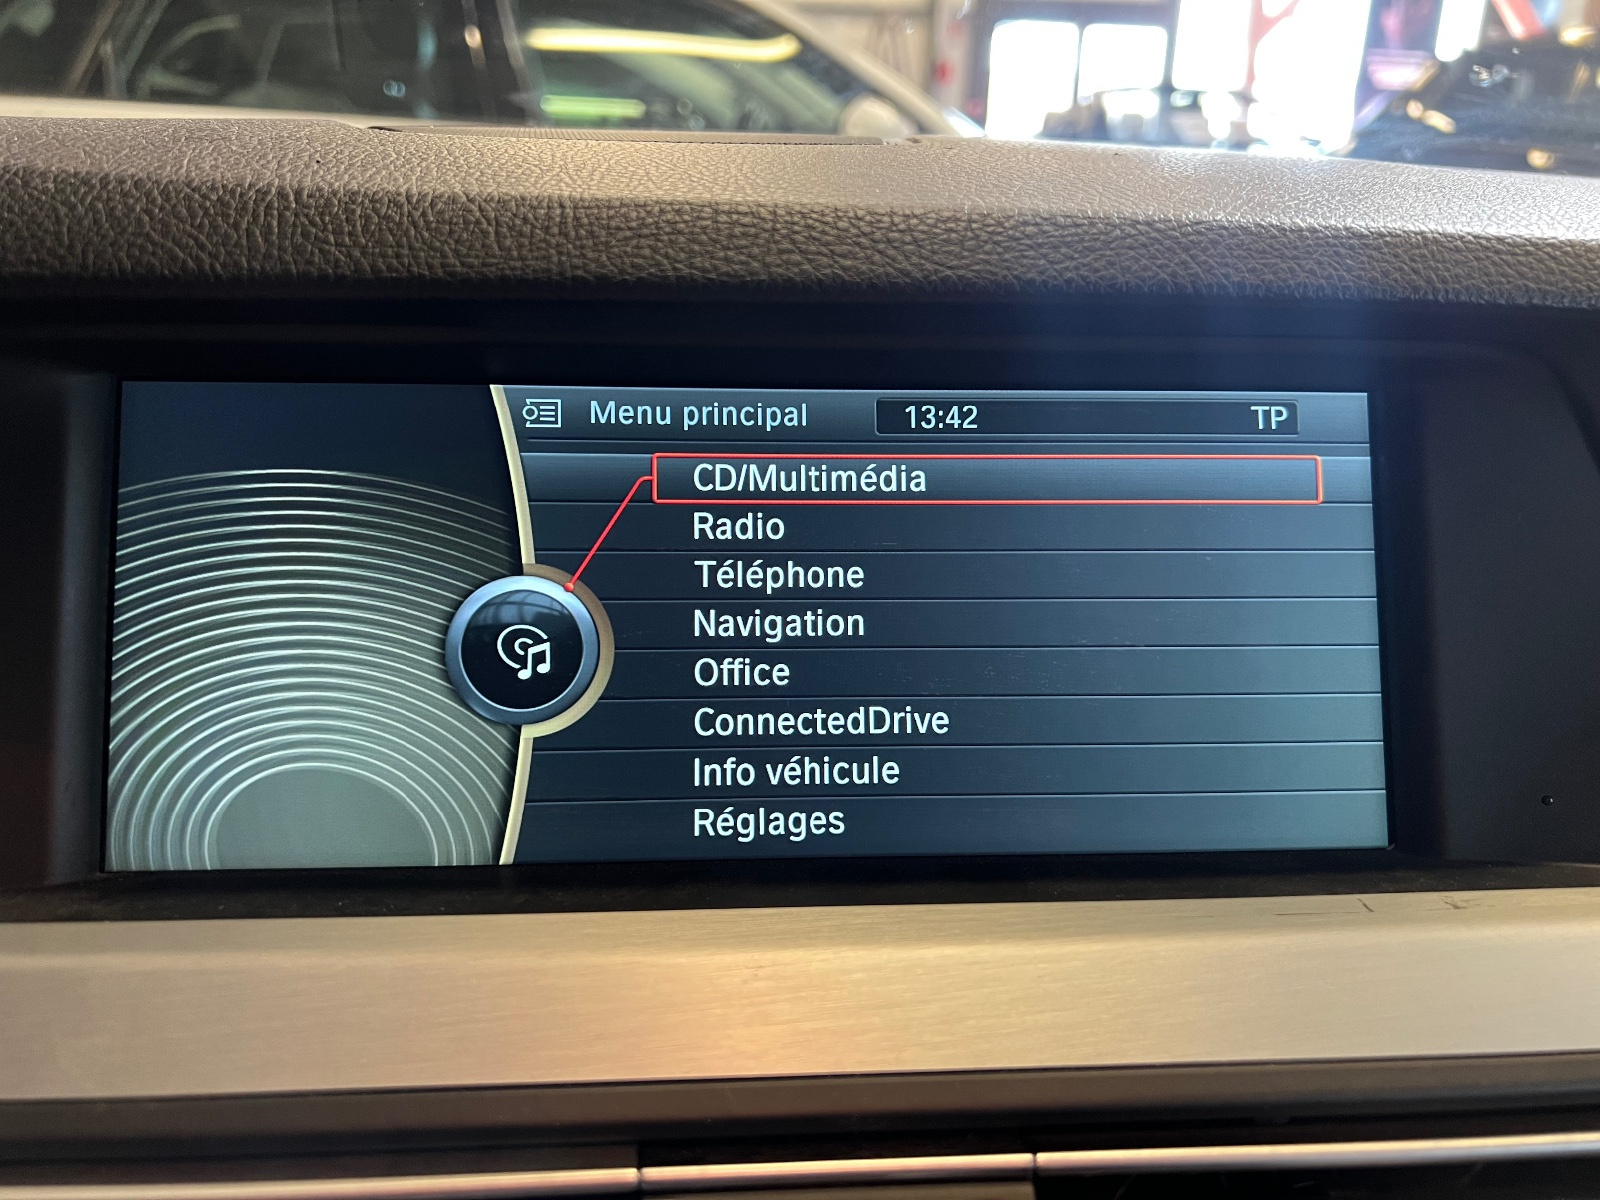 Menu principal 13:42 TP
CD/Multimédia
Radio
Téléphone
Navigation
Office
ConnectedDrive
Info véhicule
Réglages